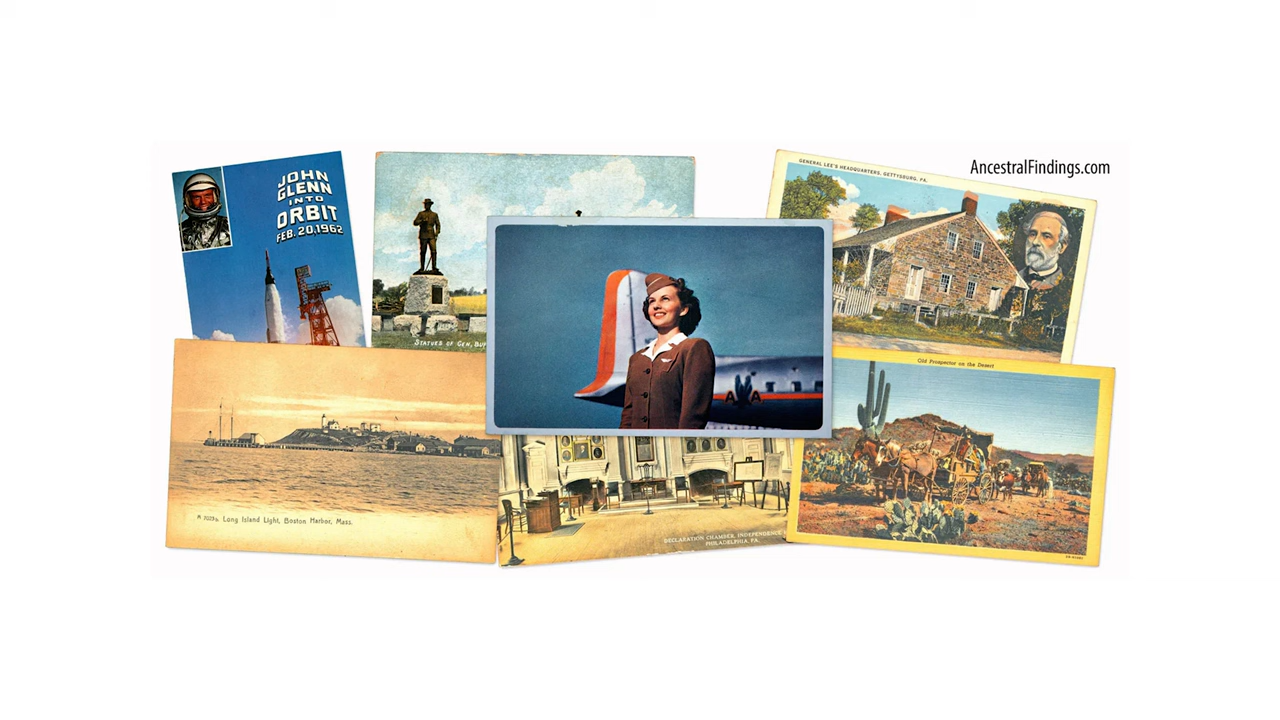 AncestralFindings.com
JOHN
GLENN
INTO
ORBIT
FEB. 20, 1962
STATUES OF GEN. BUF
GENERAL LEE'S HEADQUARTERS, GETTYSBURG, PA.
A A
Old Prospector on the Desert
Long Island Light, Boston Harbor, Mass.
DECLARATION CHAMBER, INDEPENDENCE
PHILADELPHIA, PA.